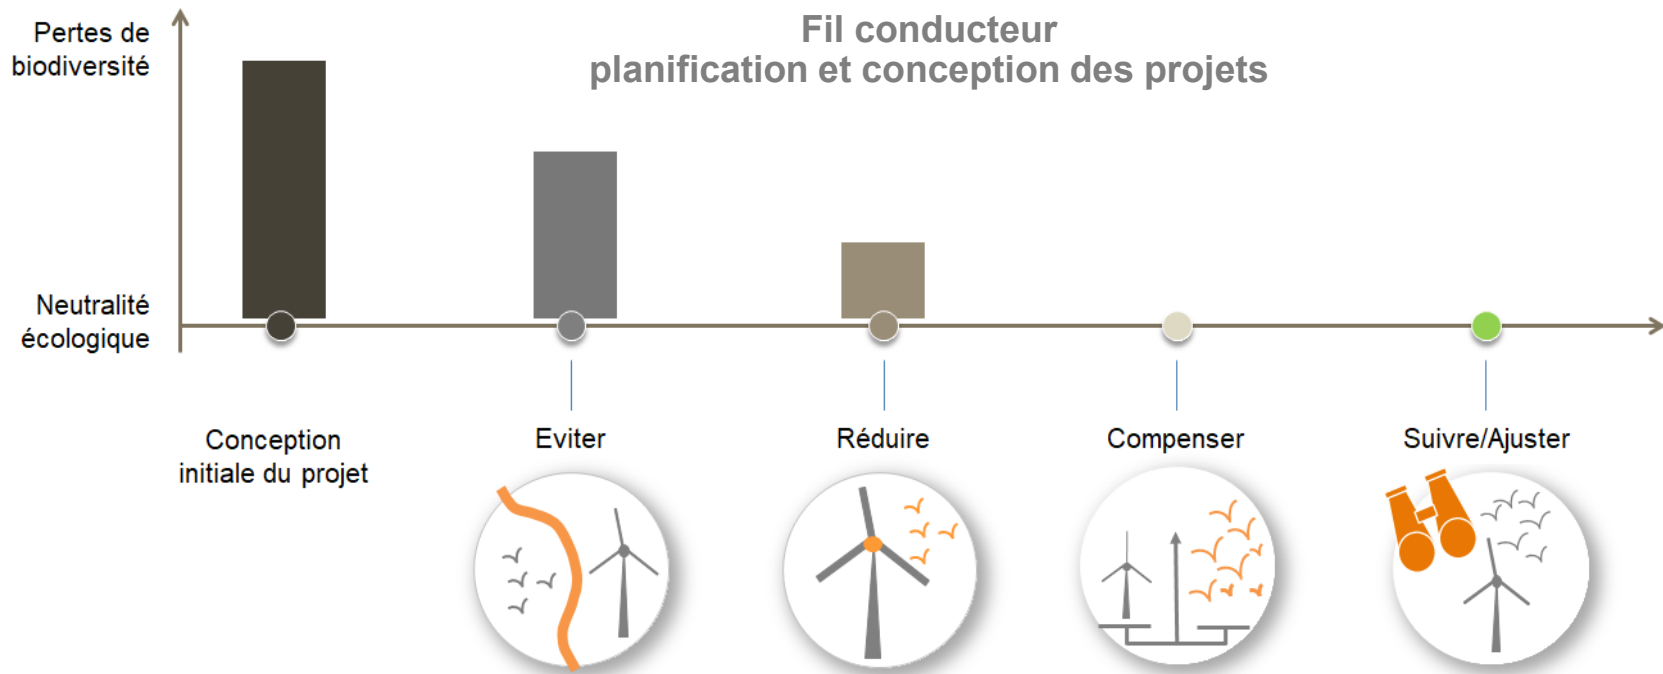 Fil conducteur
planification et conception des projets
Pertes de
biodiversité
Neutralité
écologique
Conception
initiale du projet
Eviter
Réduire
Compenser
Suivre/Ajuster